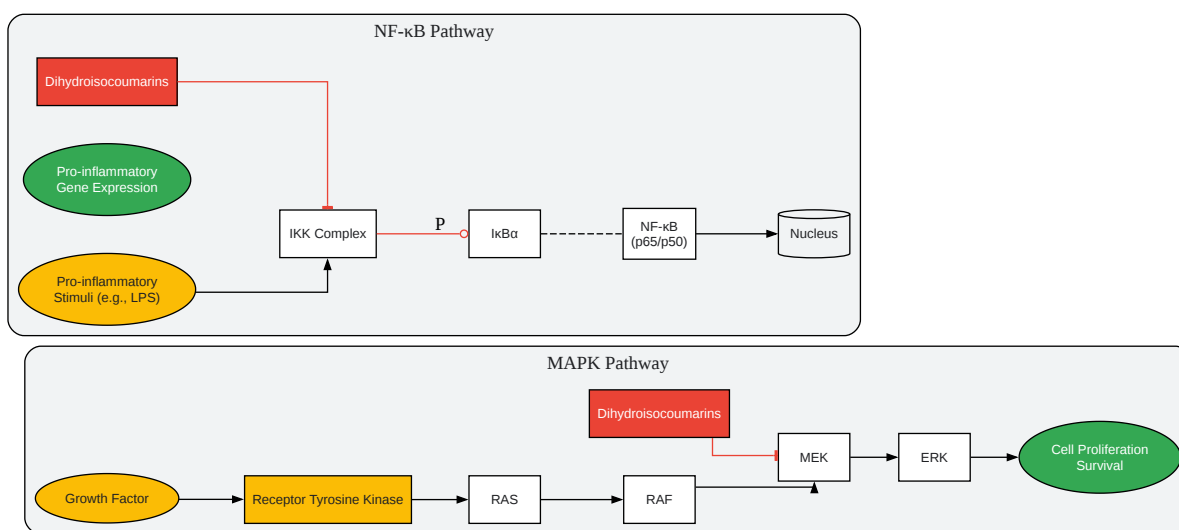 NF-κB Pathway
Dihydroisocoumarins
Pro-inflammatory
Gene Expression
Pro-inflammatory
Stimuli (e.g., LPS)
IKK Complex
P
IκBα
NF-κB
(p65/p50)
Nucleus
MAPK Pathway
Dihydroisocoumarins
Growth Factor
Receptor Tyrosine Kinase
RAS
RAF
MEK
ERK
Cell Proliferation
Survival